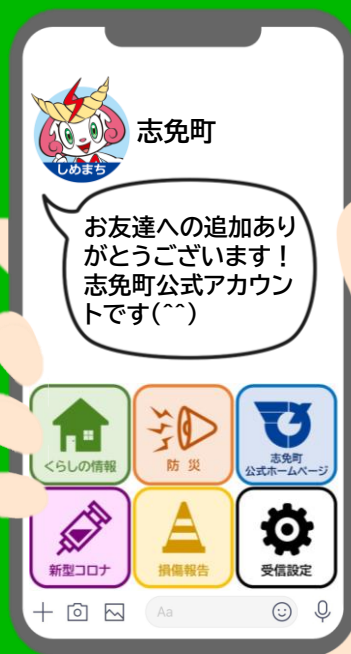 志免町
しめまち
お友達への追加あり
がとうございます！
志免町公式アカウン
トです(^^)
くらしの情報
防 災
志免町
公式ホームページ
新型コロナ
損傷報告
受信設定
Aa